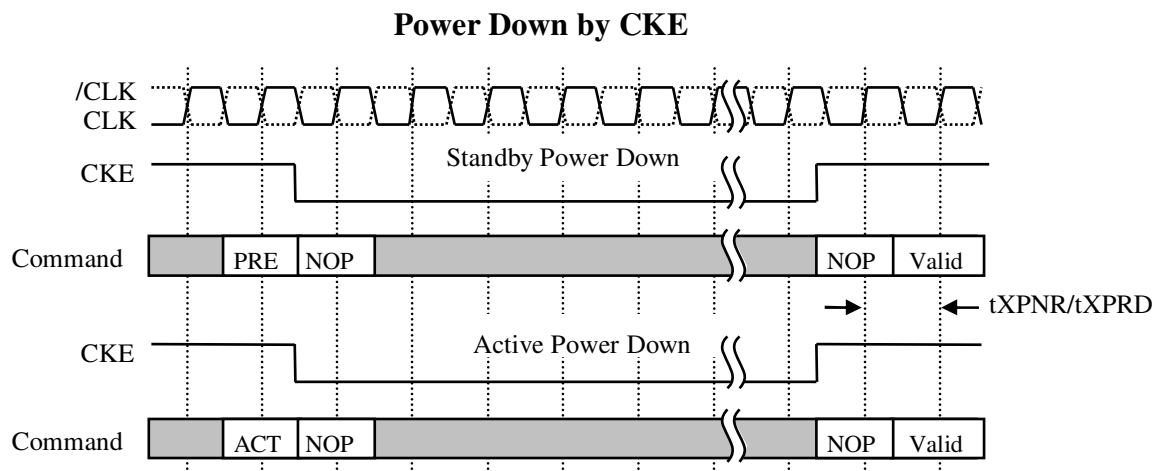 Power Down by CKE
/CLK
CLK
Standby Power Down
CKE
Command PRE NOP NOP Valid
tXPNR/tXPRD
Active Power Down
CKE
Command ACT NOP NOP Valid